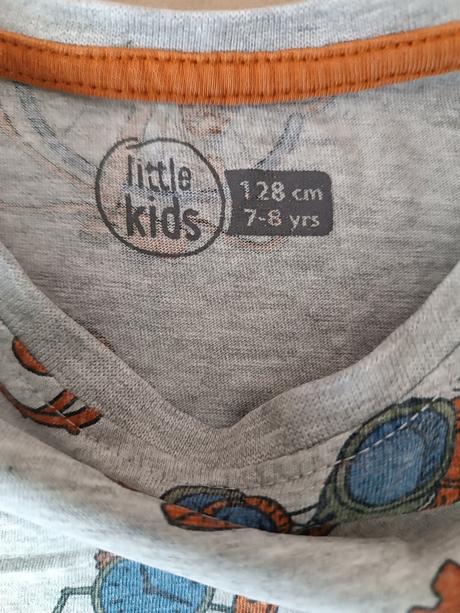 little
kids
128 cm
7-8 yrs